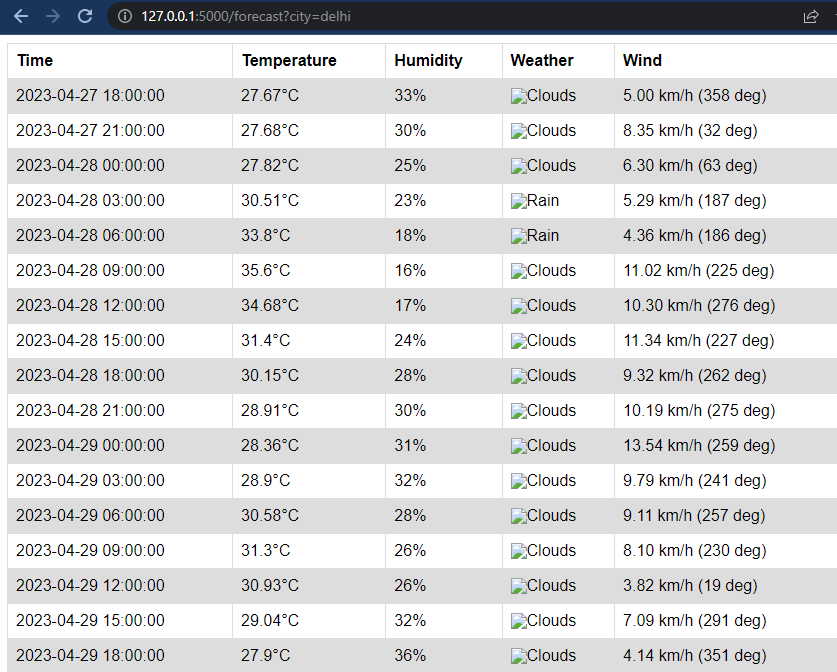 127.0.0.1:5000/forecast?city=delhi
Time Temperature Humidity Weather Wind
2023-04-27 18:00:00 27.67°C 33% Clouds 5.00 km/h (358 deg)
2023-04-27 21:00:00 27.68°C 30% Clouds 8.35 km/h (32 deg)
2023-04-28 00:00:00 27.82°C 25% Clouds 6.30 km/h (63 deg)
2023-04-28 03:00:00 30.51°C 23% Rain 5.29 km/h (187 deg)
2023-04-28 06:00:00 33.8°C 18% Rain 4.36 km/h (186 deg)
2023-04-28 09:00:00 35.6°C 16% Clouds 11.02 km/h (225 deg)
2023-04-28 12:00:00 34.68°C 17% Clouds 10.30 km/h (276 deg)
2023-04-28 15:00:00 31.4°C 24% Clouds 11.34 km/h (227 deg)
2023-04-28 18:00:00 30.15°C 28% Clouds 9.32 km/h (262 deg)
2023-04-28 21:00:00 28.91°C 30% Clouds 10.19 km/h (275 deg)
2023-04-29 00:00:00 28.36°C 31% Clouds 13.54 km/h (259 deg)
2023-04-29 03:00:00 28.9°C 32% Clouds 9.79 km/h (241 deg)
2023-04-29 06:00:00 30.58°C 28% Clouds 9.11 km/h (257 deg)
2023-04-29 09:00:00 31.3°C 26% Clouds 8.10 km/h (230 deg)
2023-04-29 12:00:00 30.93°C 26% Clouds 3.82 km/h (19 deg)
2023-04-29 15:00:00 29.04°C 32% Clouds 7.09 km/h (291 deg)
2023-04-29 18:00:00 27.9°C 36% Clouds 4.14 km/h (351 deg)